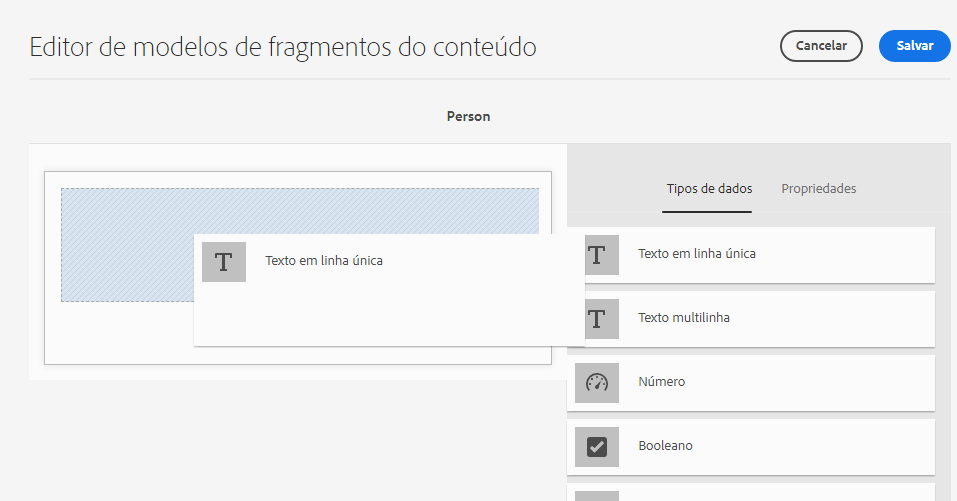 Editor de modelos de fragmentos do conteúdo
Cancelar
Salvar
Person
Tipos de dados
Propriedades
Texto em linha única
Texto em linha única
Texto multilinha
Número
Booleano